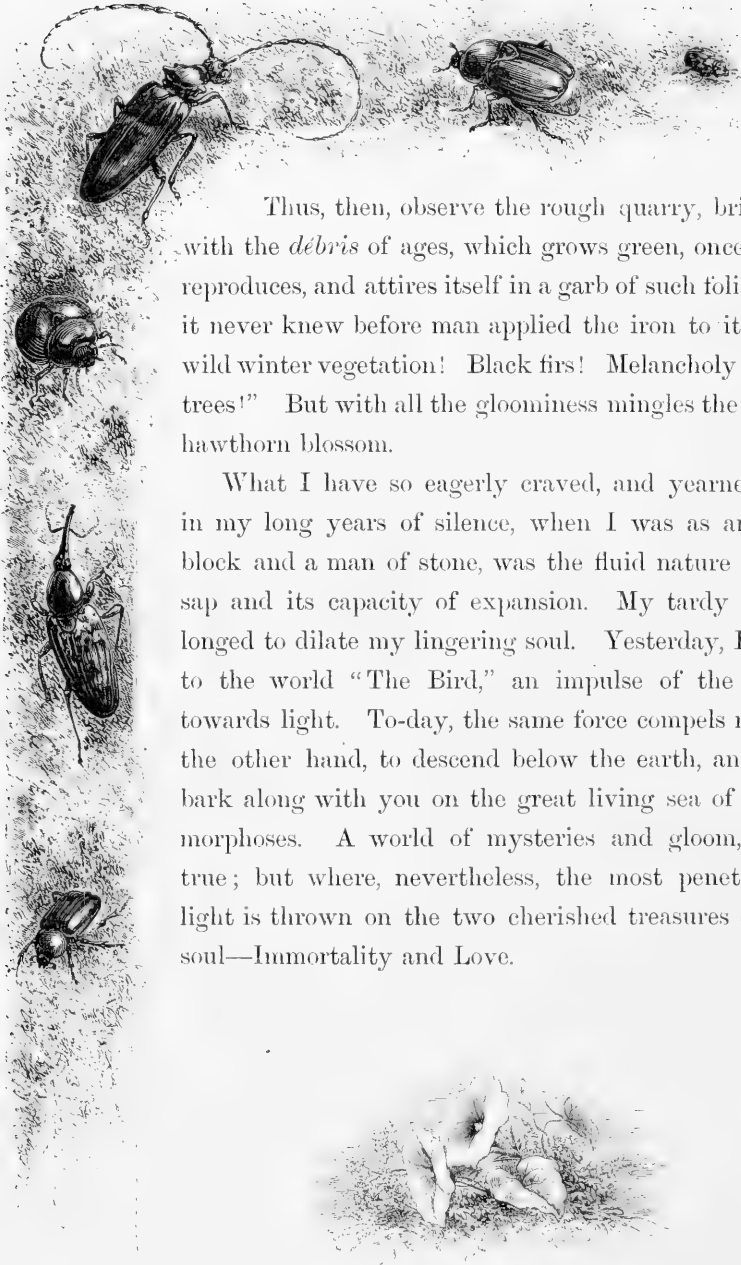 Thus, then, observe the rough quarry, bri
with the débris of ages, which grows green, once
reproduces, and attires itself in a garb of such foli
it never knew before man applied the iron to it
wild winter vegetation! Black firs! Melancholy
trees!” But with all the gloominess mingles the
hawthorn blossom.
What I have so eagerly craved, and yearne
in my long years of silence, when I was as an
block and a man of stone, was the fluid nature
sap and its capacity of expansion. My tardy
longed to dilate my lingering soul. Yesterday,
to the world “The Bird,” an impulse of the
towards light. To-day, the same force compels
the other hand, to descend below the earth, an
bark along with you on the great living sea of
morphoses. A world of mysteries and gloom,
true; but where, nevertheless, the most penet
light is thrown on the two cherished treasures
soul—Immortality and Love.